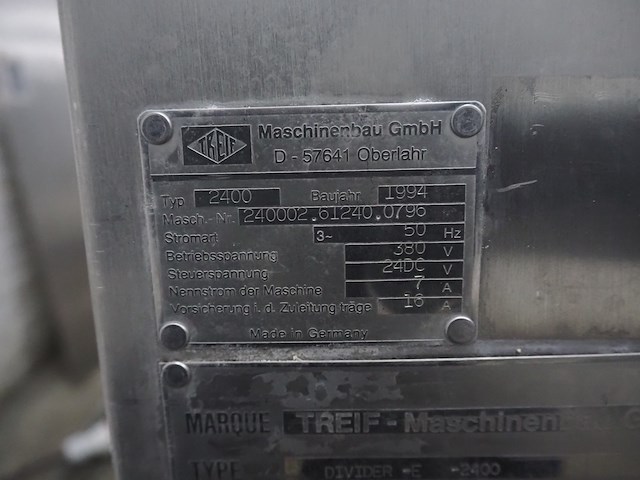 TREIF
Maschinenbau GmbH
D - 57641 Oberlahr
Typ 2400 Baujahr 1994
Masch.- Nr. 240002.61240.0796
Stromart 3~ 50 Hz
Betriebsspannung 380 V
Steuerspannung 24DC V
Nennstrom der Maschine 7 A
Vorsicherung i. d. Zuleitung träge 16 A
Made in Germany
MARQUE TREIF - Maschinenbau G
TYPE DIVIDER -E -2400